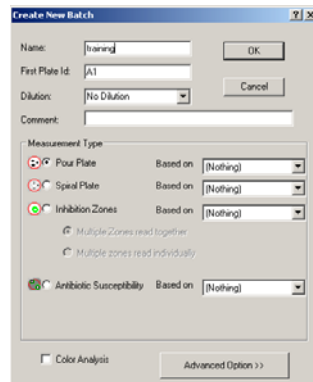 Create New Batch
Name: training
OK
First Plate Id: A1
Cancel
Dilution: No Dilution
Comment:
Measurement Type
Pour Plate Based on (Nothing)
Spiral Plate Based on (Nothing)
Inhibition Zones Based on (Nothing)
Multiple Zones read together
Multiple zones read individually
Antibiotic Susceptibility Based on (Nothing)
Color Analysis
Advanced Option >>